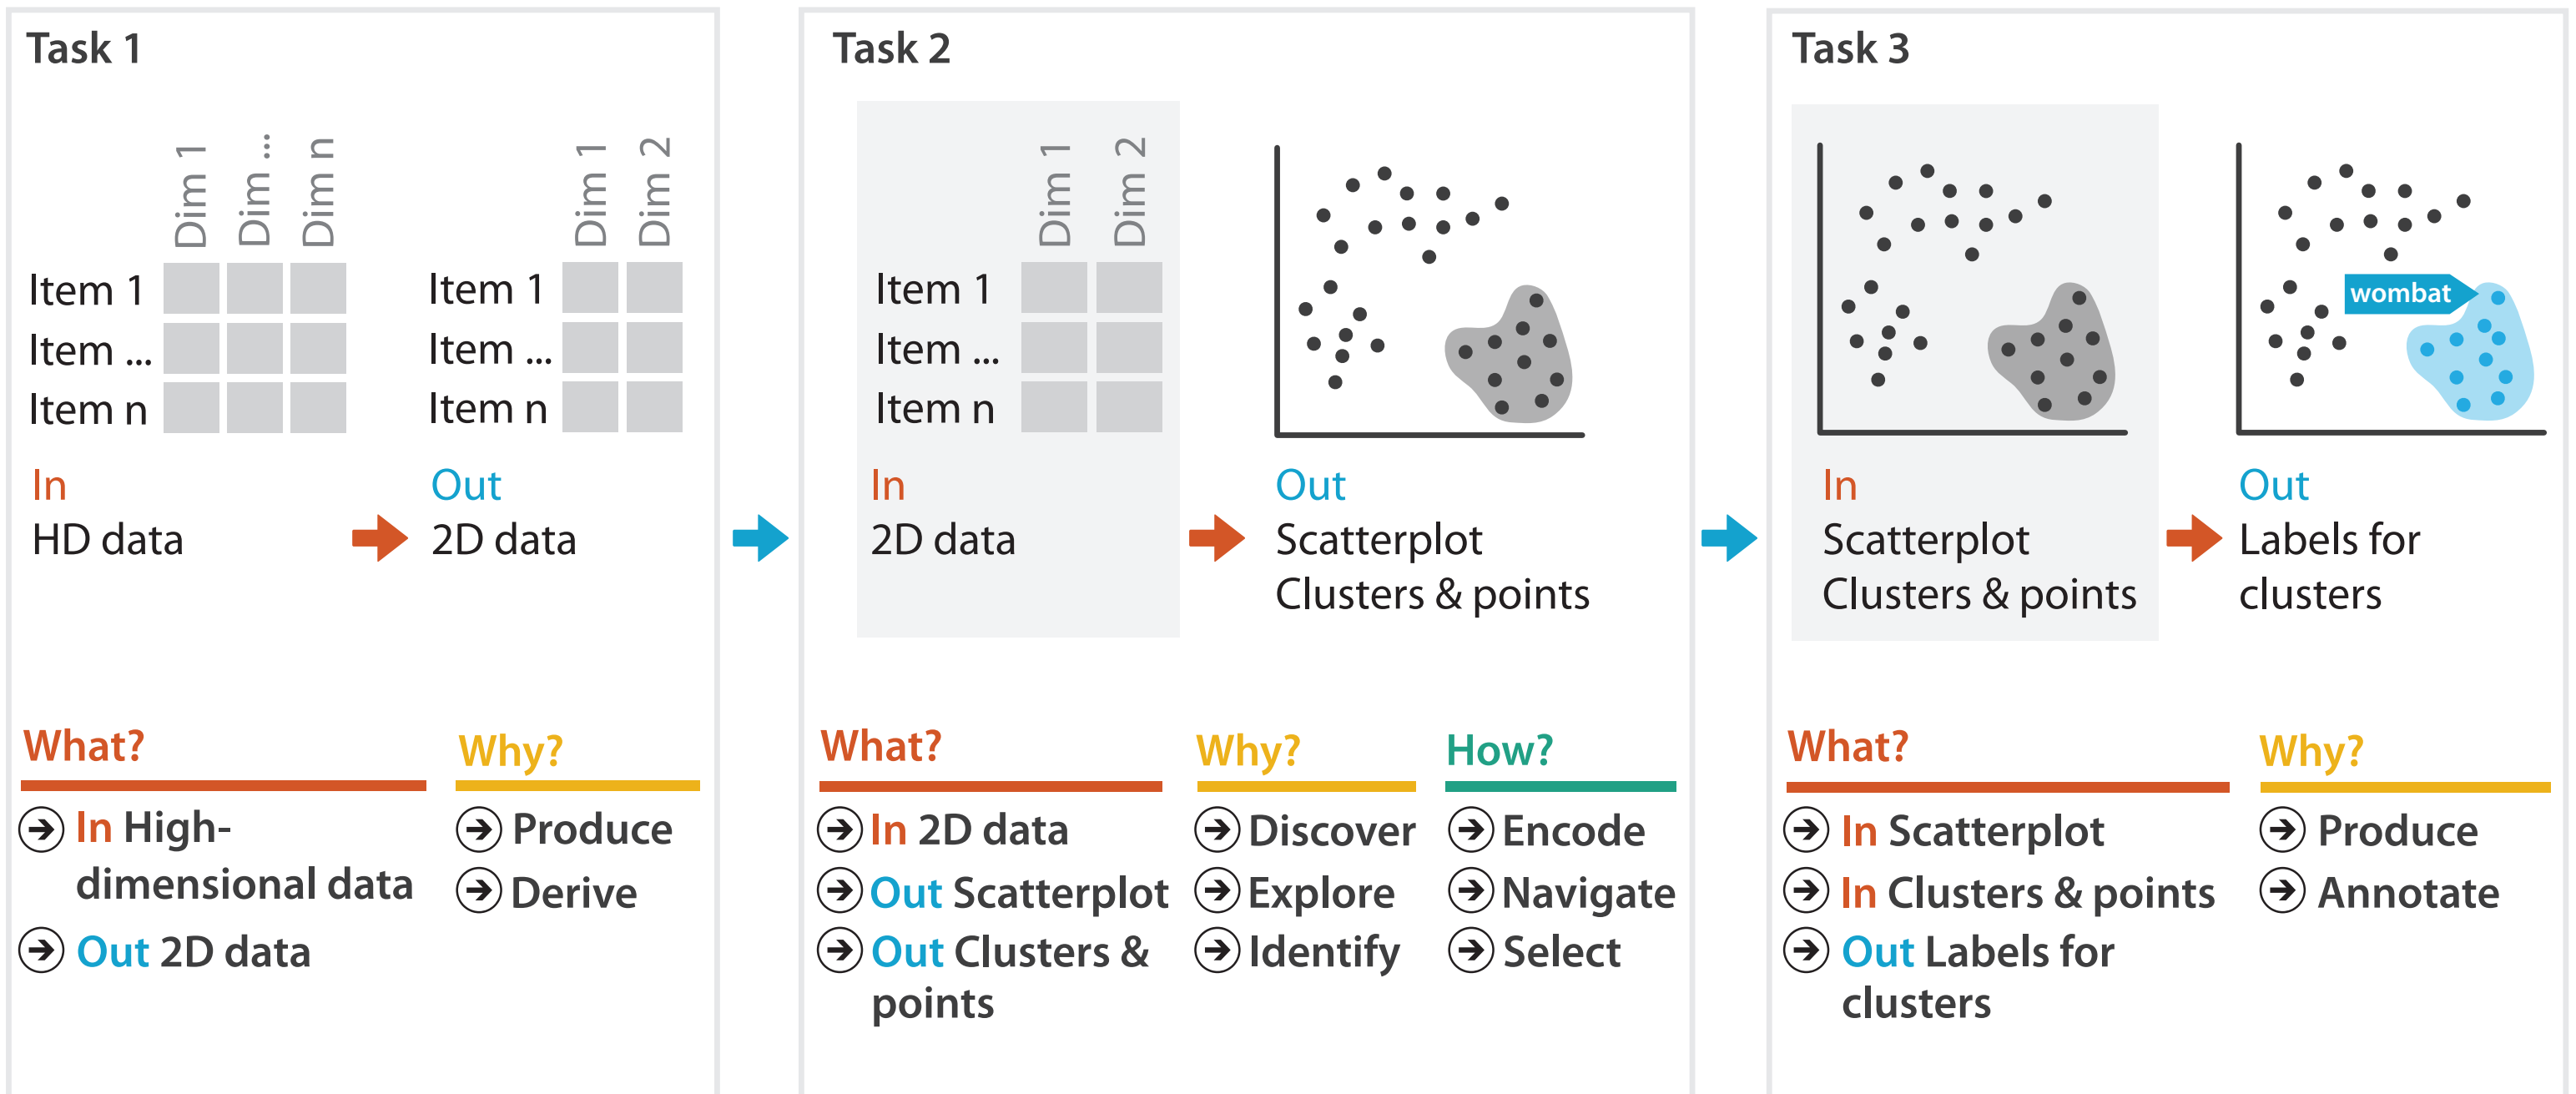 Task 1
Dim 1
Dim ...
Dim n
Item 1
Item ...
Item n
In
HD data
Dim 1
Dim 2
Item 1
Item ...
Item n
Out
2D data
What?
In High-
dimensional data
Out 2D data
Why?
Produce
Derive
Task 2
Dim 1
Dim 2
Item 1
Item ...
Item n
In
2D data
Out
Scatterplot
Clusters & points
What?
In 2D data
Out Scatterplot
Out Clusters &
points
Why?
Discover
Explore
Identify
How?
Encode
Navigate
Select
Task 3
In
Scatterplot
Clusters & points
wombat
Out
Labels for
clusters
What?
In Scatterplot
In Clusters & points
Out Labels for
clusters
Why?
Produce
Annotate